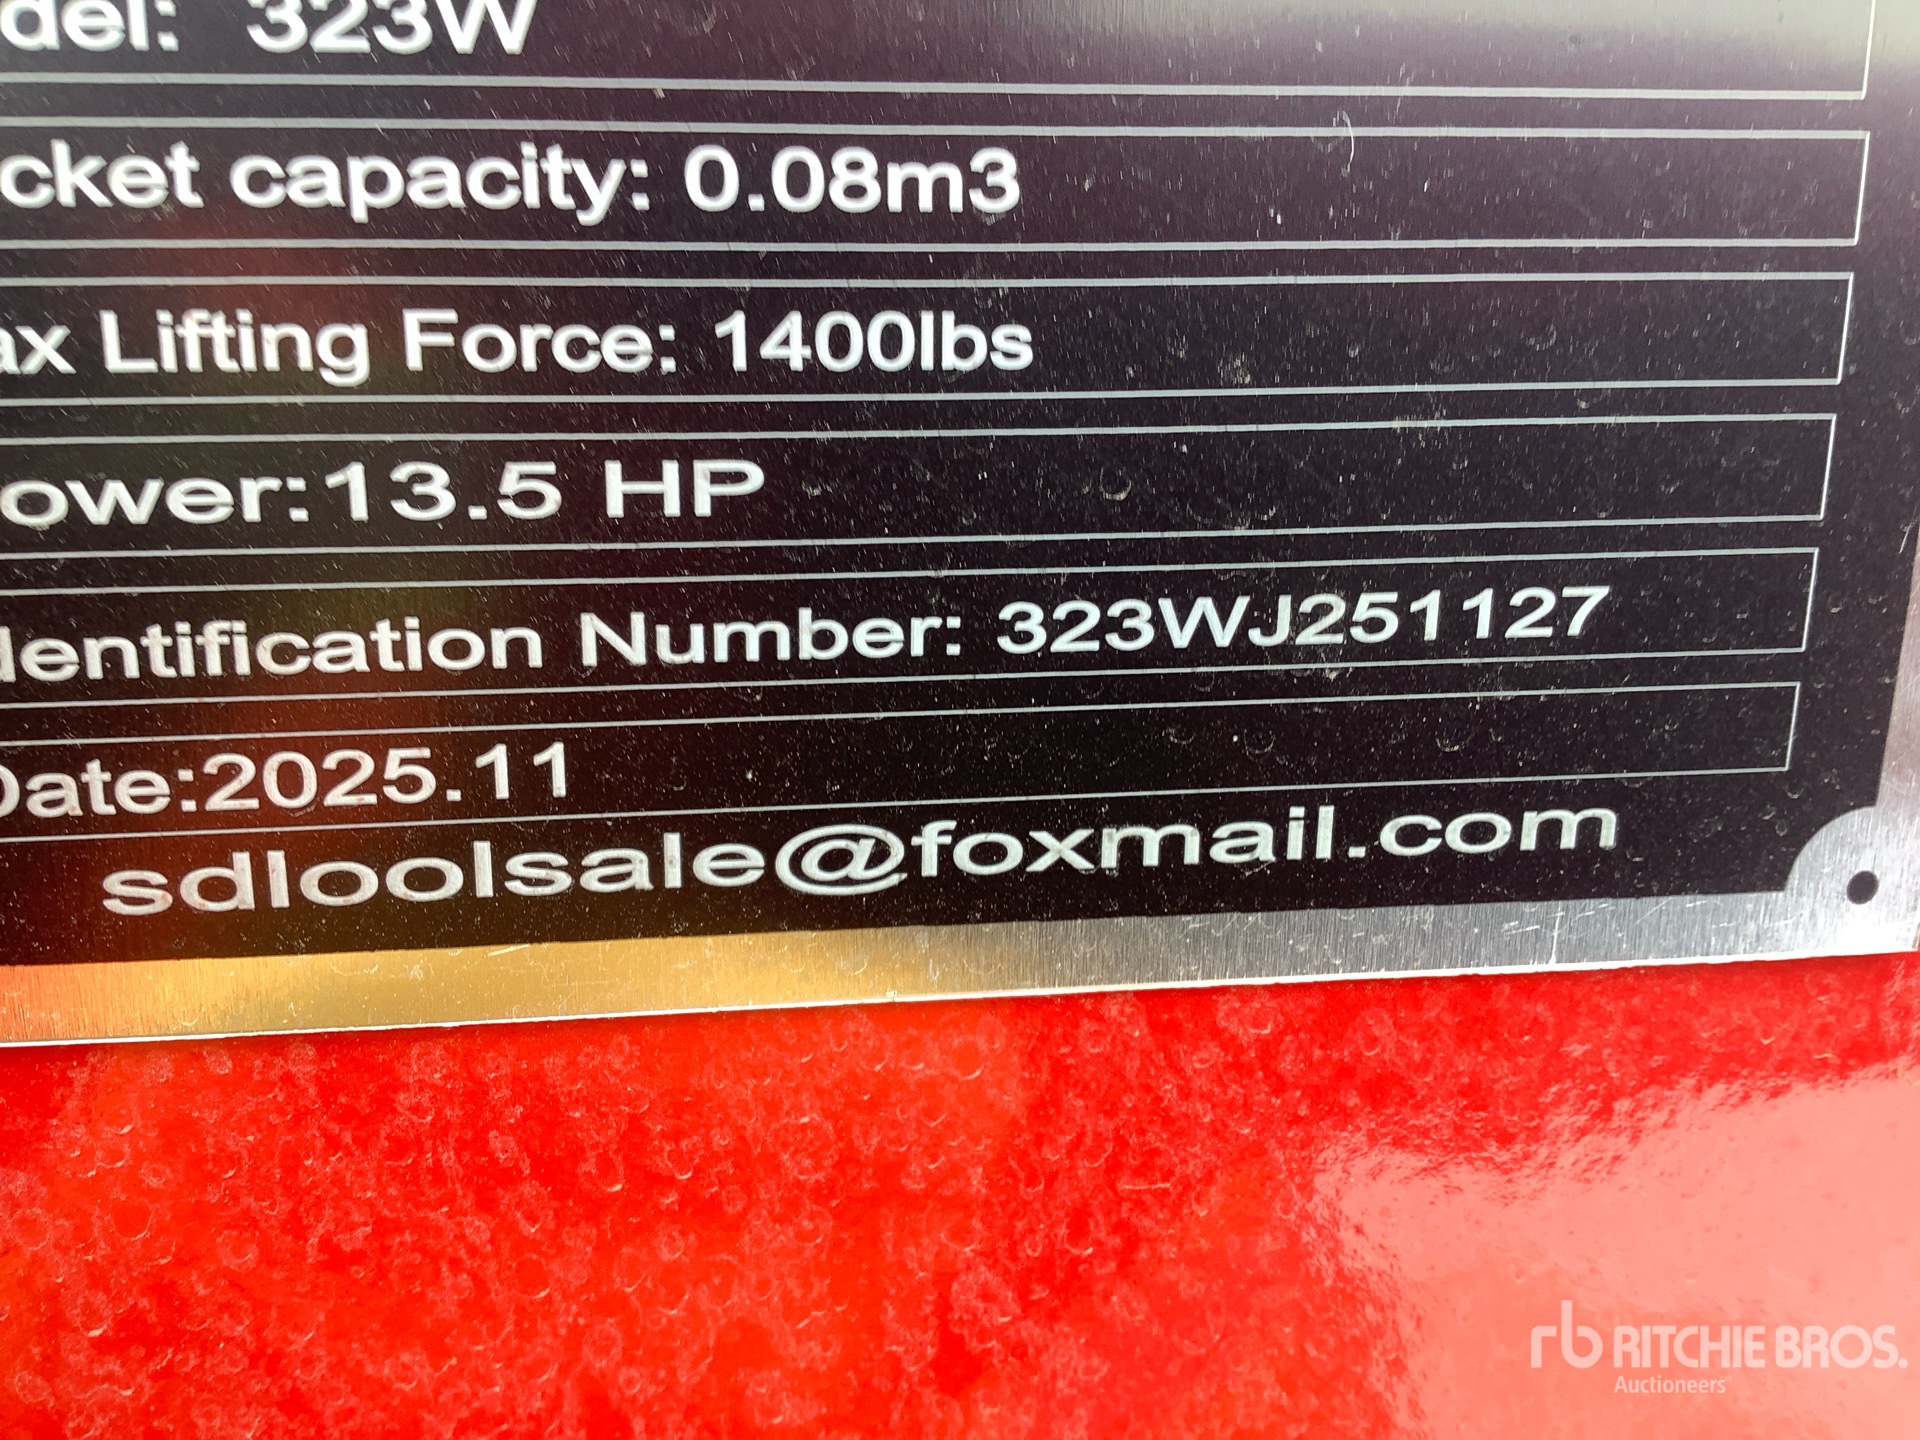 del: 323W
cket capacity: 0.08m3
ax Lifting Force: 1400lbs
ower:13.5 HP
dentification Number: 323WJ251127
Date:2025.11
sdloolsale@foxmail.com
rb RITCHIE BROS.
Auctioneers